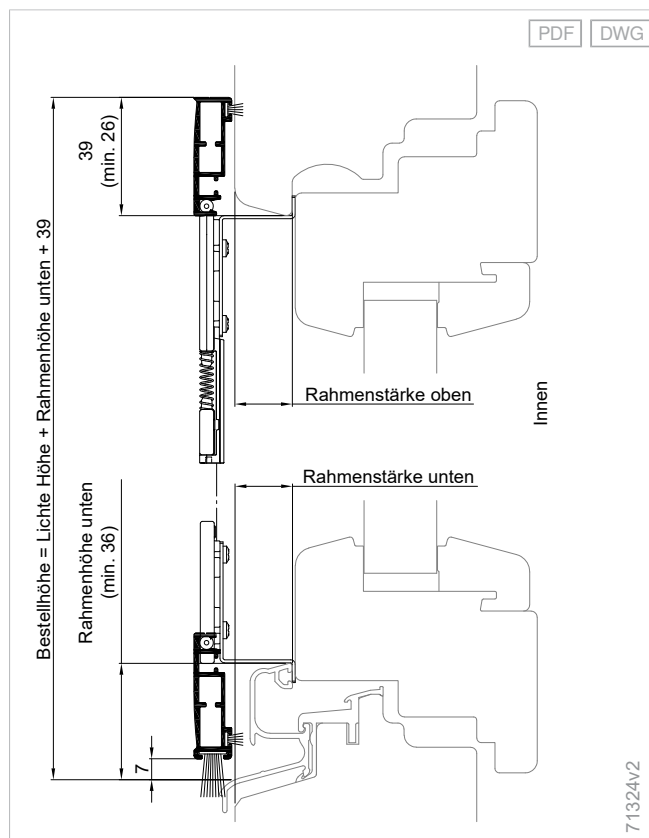 PDF
DWG
39
(min. 26)
Bestellhöhe = Lichte Höhe + Rahmenhöhe unten + 39
Rahmenstärke oben
Innen
Rahmenstärke unten
Rahmenhöhe unten
(min. 36)
7
71324v2